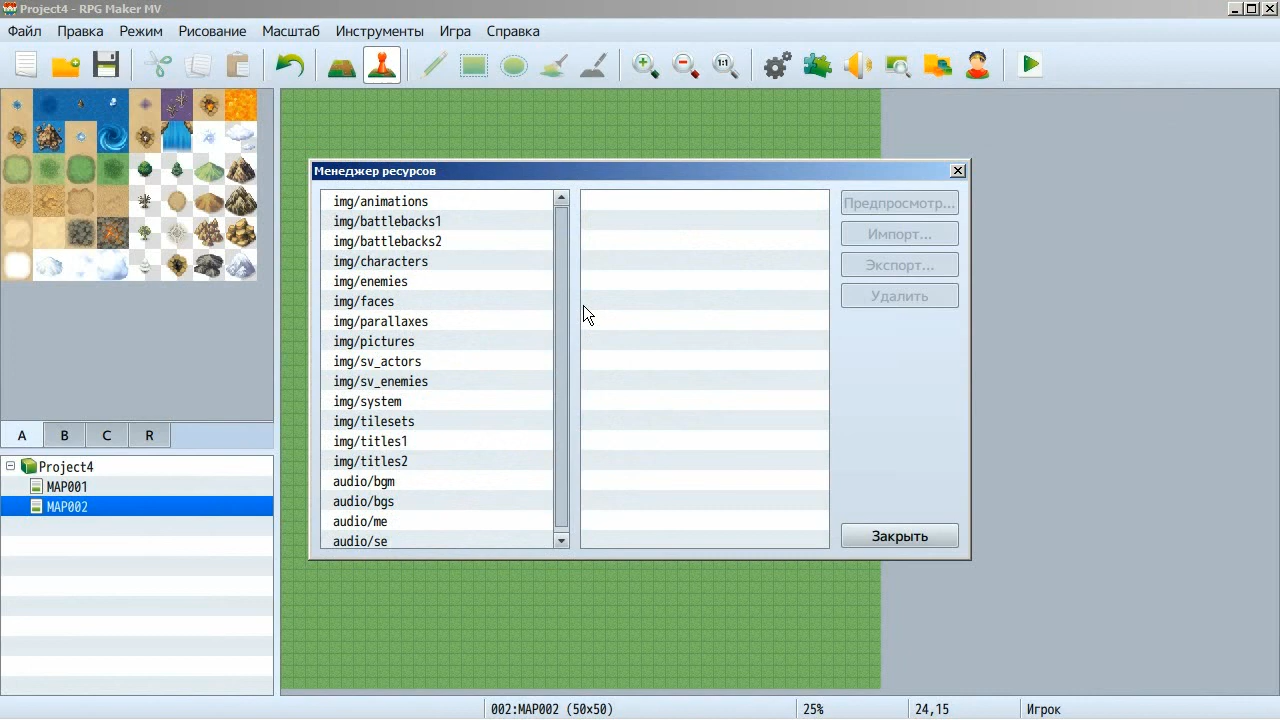 Project4 - RPG Maker MV
Файл Правка Режим Рисование Масштаб Инструменты Игра Справка
1:1
Менеджер ресурсов
img/animations
img/battlebacks1
img/battlebacks2
img/characters
img/enemies
img/faces
img/parallaxes
img/pictures
img/sv_actors
img/sv_enemies
img/system
img/tilesets
img/titles1
img/titles2
audio/bgm
audio/bgs
audio/me
audio/se
Предпросмотр...
Импорт...
Экспорт...
Удалить
Закрыть
A B C R
Project4
MAP001
MAP002
002:MAP002 (50x50) 25% 24,15 Игрок